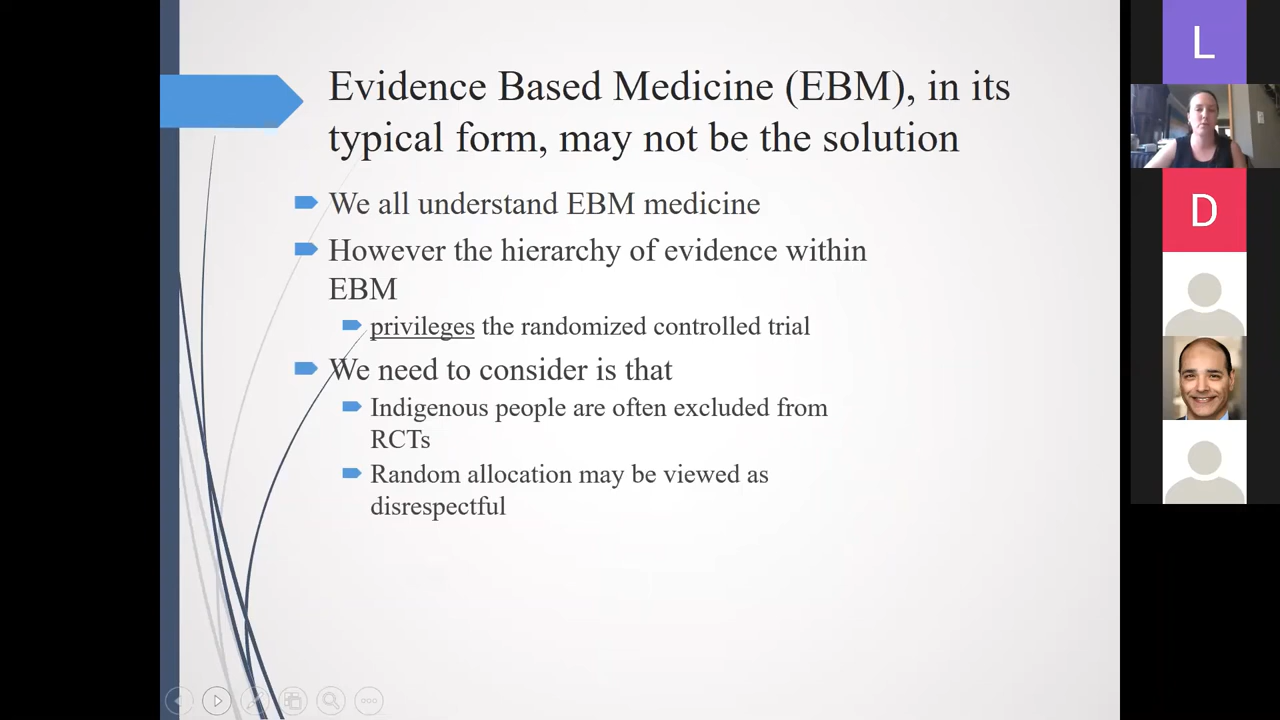 Evidence Based Medicine (EBM), in its
typical form, may not be the solution
We all understand EBM medicine
However the hierarchy of evidence within
EBM
privileges the randomized controlled trial
We need to consider is that
Indigenous people are often excluded from
RCTs
Random allocation may be viewed as
disrespectful
L
D